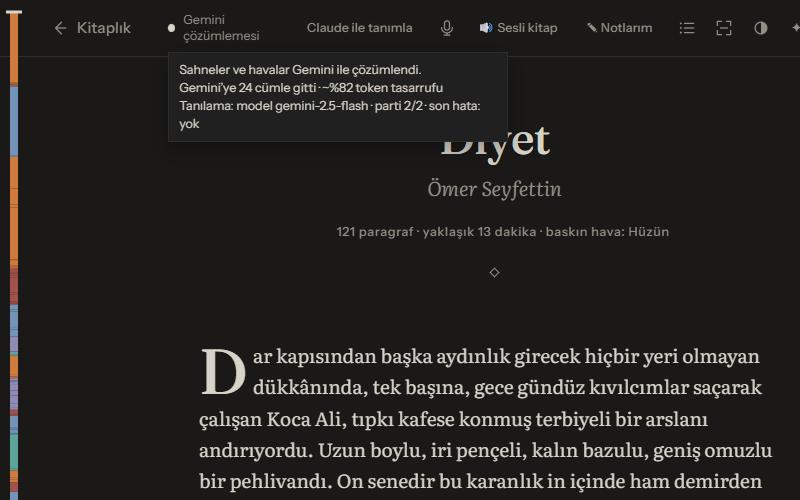 Kitaplık
Gemini
çözümlemesi
Claude ile tanımla
Sesli kitap
Notlarım
Sahneler ve havalar Gemini ile çözümlendi.
Gemini'ye 24 cümle gitti · ~%82 token tasarrufu
Tanılama: model gemini-2.5-flash · parti 2/2 · son hata:
yok
Diyet
Ömer Seyfettin
121 paragraf · yaklaşık 13 dakika · baskın hava: Hüzün
Dar kapısından başka aydınlık girecek hiçbir yeri olmayan
dükkânında, tek başına, gece gündüz kıvılcımlar saçarak
çalışan Koca Ali, tıpkı kafese konmuş terbiyeli bir arslanı
andırıyordu. Uzun boylu, iri pençeli, kalın bazulu, geniş omuzlu
bir pehlivandı. On senedir bu karanlık in içinde ham demirden